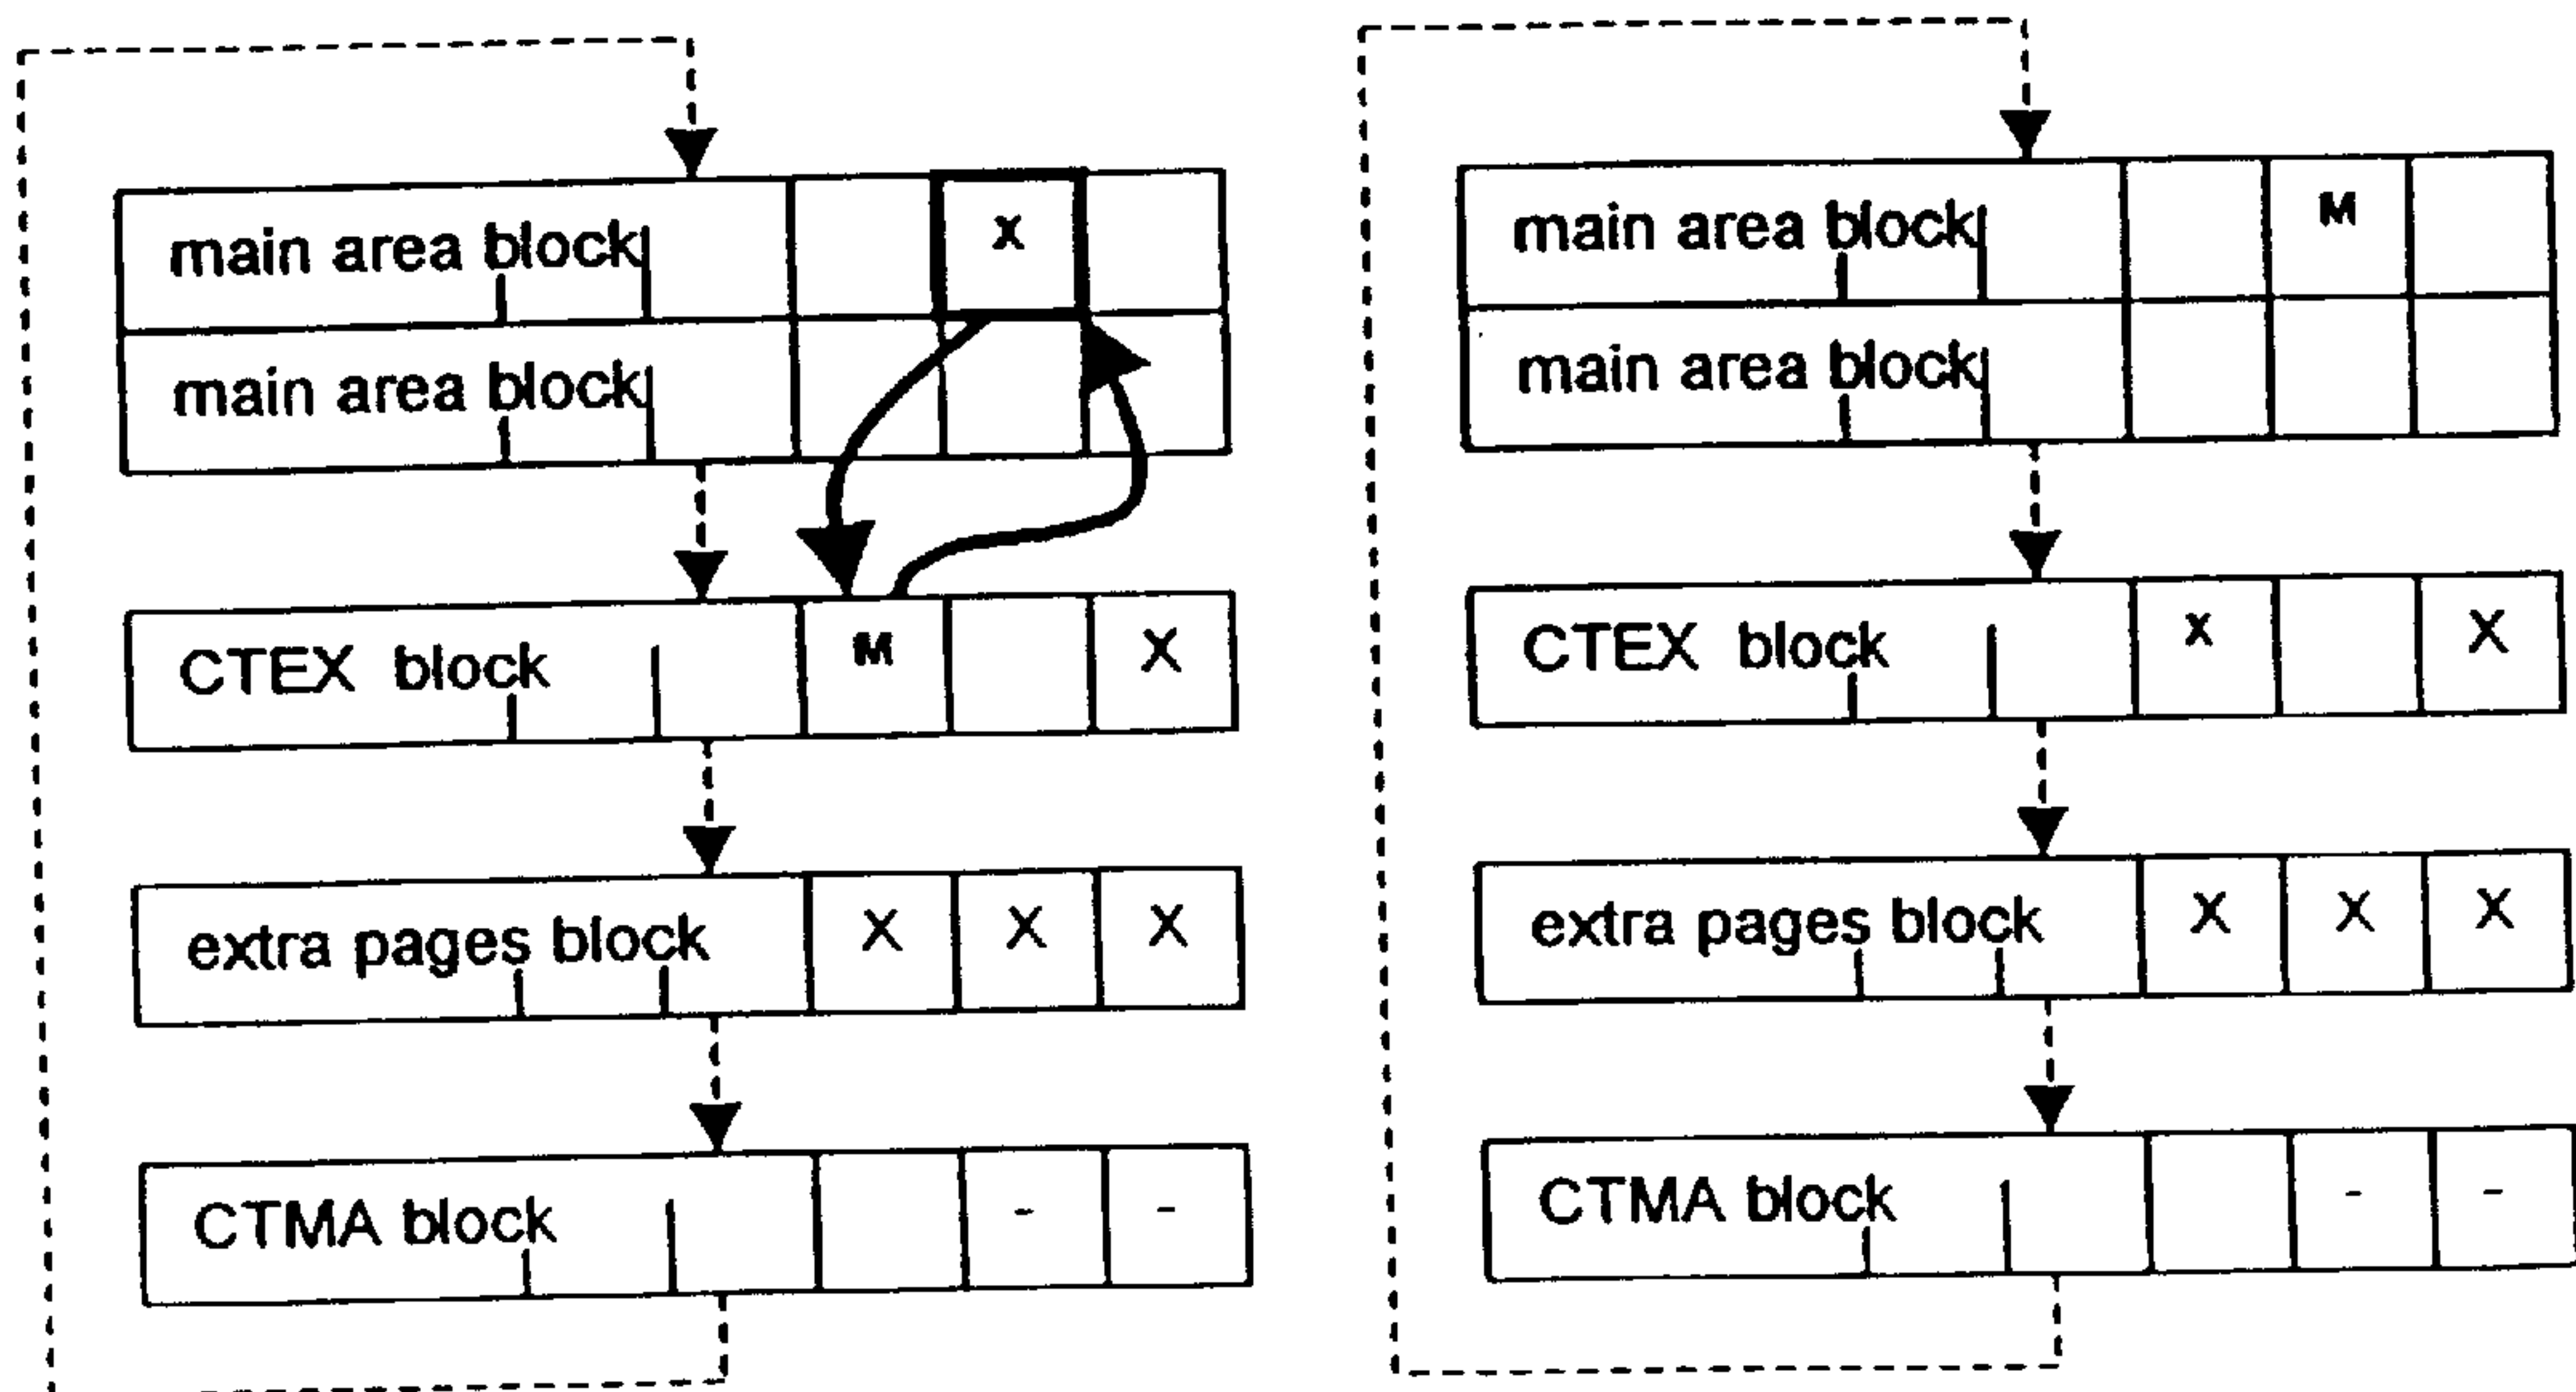 main area block x
main area block
CTEX block M X
extra pages block X X X
CTMA block - -
main area block M
main area block
CTEX block x X
extra pages block X X X
CTMA block - -